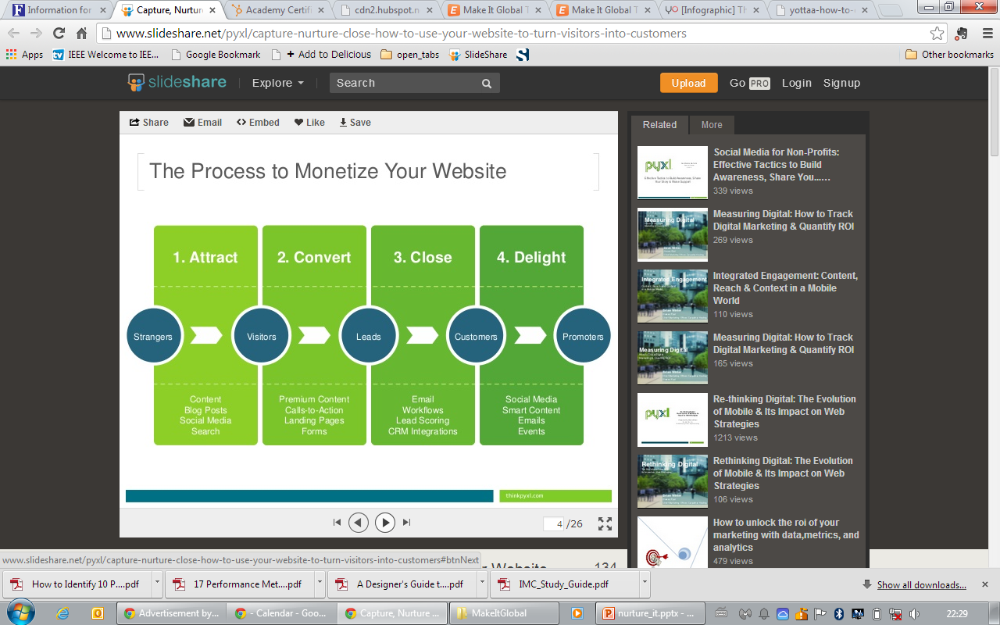 Information for
Capture, Nurtur
Academy Certif
cdn2.hubspot.n
Make It Global T
Make It Global T
[Infographic] Th
yottaa-how-to-
www.slideshare.net/pyxl/capture-nurture-close-how-to-use-your-website-to-turn-visitors-into-customers
Apps
IEEE Welcome to IEE...
Google Bookmark
+ Add to Delicious
open_tabs
SlideShare
Other bookmarks
slideshare
Explore
Search
Upload
Go PRO
Login
Signup
Share
Email
Embed
Like
Save
The Process to Monetize Your Website
1. Attract
2. Convert
3. Close
4. Delight
Strangers
Visitors
Leads
Customers
Promoters
Content
Blog Posts
Social Media
Search
Premium Content
Calls-to-Action
Landing Pages
Forms
Email
Workflows
Lead Scoring
CRM Integrations
Social Media
Smart Content
Emails
Events
thinkpyxl.com
4 /26
Related
More
pyxl
Social Media for Non-Profits:
Effective Tactics to Build
Awareness, Share You...…
339 views
Measuring Digital
Measuring Digital: How to Track
Digital Marketing & Quantify ROI
269 views
Integrated Engagement
Integrated Engagement: Content,
Reach & Context in a Mobile
World
110 views
Measuring Digital
Measuring Digital: How to Track
Digital Marketing & Quantify ROI
165 views
pyxl
Re-thinking Digital: The Evolution
of Mobile & Its Impact on Web
Strategies
1213 views
Rethinking Digital
Rethinking Digital: The Evolution
of Mobile & Its Impact on Web
Strategies
106 views
How to unlock the roi of your
marketing with data,metrics, and
analytics
479 views
www.slideshare.net/pyxl/capture-nurture-close-how-to-use-your-website-to-turn-visitors-into-customers#btnNext
Website
134
How to Identify 10 P....pdf
17 Performance Met....pdf
A Designer's Guide t....pdf
IMC_Study_Guide.pdf
Show all downloads...
Advertisement by...
- Calendar - Goo...
Capture, Nurture ...
MakeItGlobal
nurture_it.pptx - ...
22:29